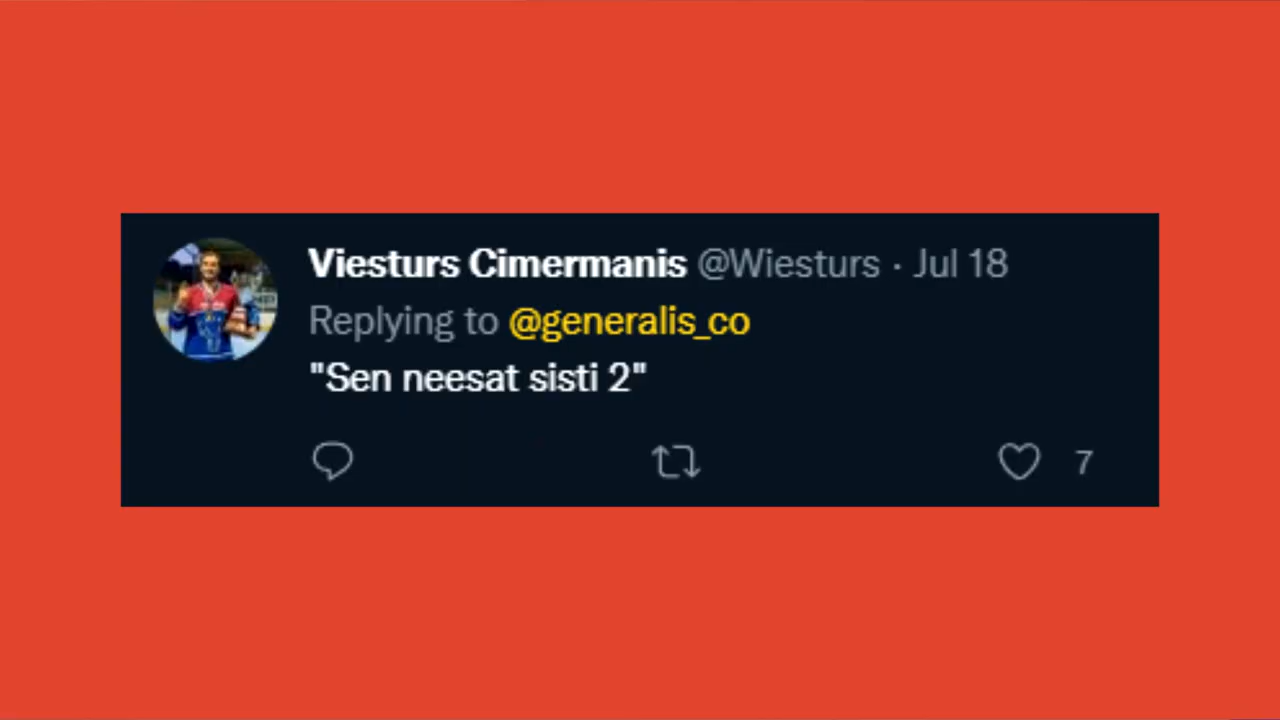 Viesturs Cimermanis @Wiesturs · Jul 18
Replying to @generalis_co
"Sen neesat sisti 2"
7